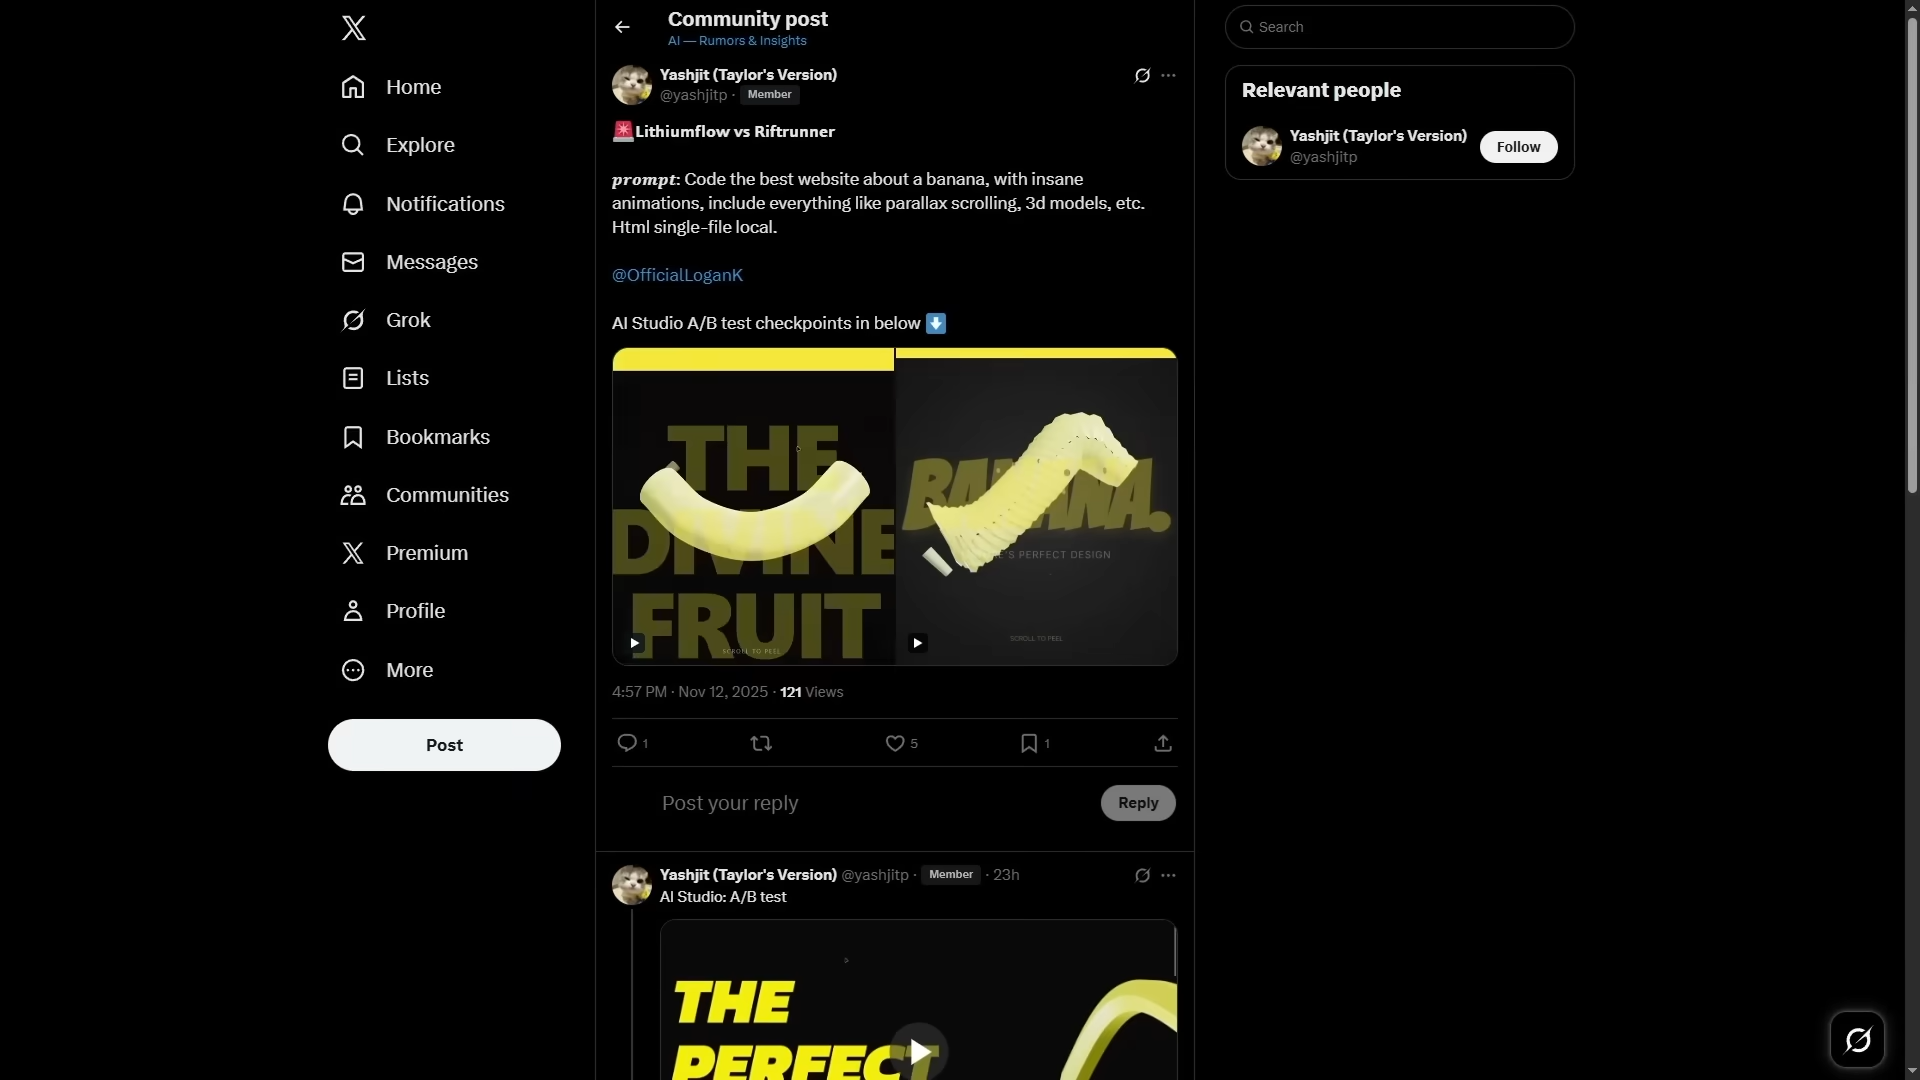 Home
Explore
Notifications
Messages
Grok
Lists
Bookmarks
Communities
Premium
Profile
More
Post
Community post
AI — Rumors & Insights
Yashjit (Taylor's Version)
@yashjitp · Member
🚨Lithiumflow vs Riftrunner
prompt: Code the best website about a banana, with insane
animations, include everything like parallax scrolling, 3d models, etc.
Html single-file local.
@OfficialLoganK
AI Studio A/B test checkpoints in below ⬇️
THE
DIVINE
FRUIT
SCROLL TO PEEL
BANANA.
'S PERFECT DESIGN
SCROLL TO PEEL
4:57 PM · Nov 12, 2025 · 121 Views
1
5
1
Post your reply
Reply
Yashjit (Taylor's Version) @yashjitp · Member · 23h
AI Studio: A/B test
THE
PERFECT
Search
Relevant people
Yashjit (Taylor's Version)
@yashjitp
Follow